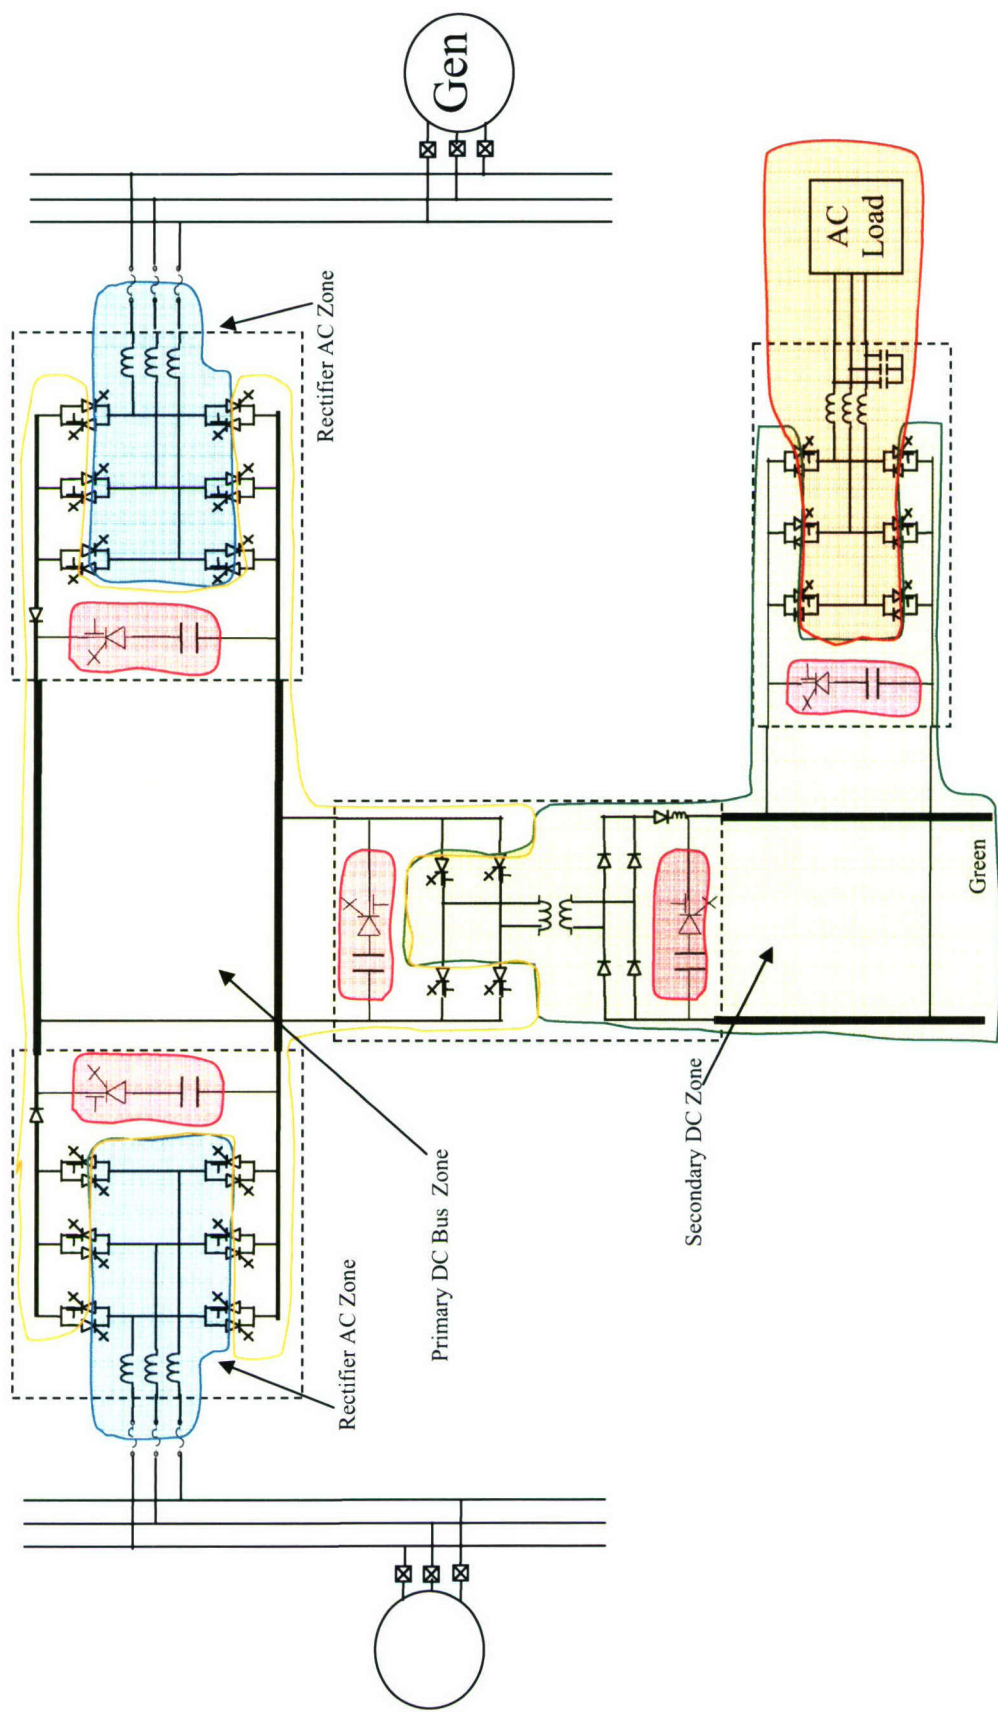 Gen
Rectifier AC Zone
AC
Load
Primary DC Bus Zone
Secondary DC Zone
Green
Rectifier AC Zone